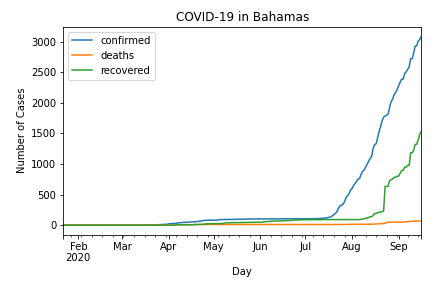 COVID-19 in Bahamas
confirmed
deaths
recovered
Number of Cases
3000
2500
2000
1500
1000
500
0
Feb Mar Apr May Jun Jul Aug Sep
2020
Day